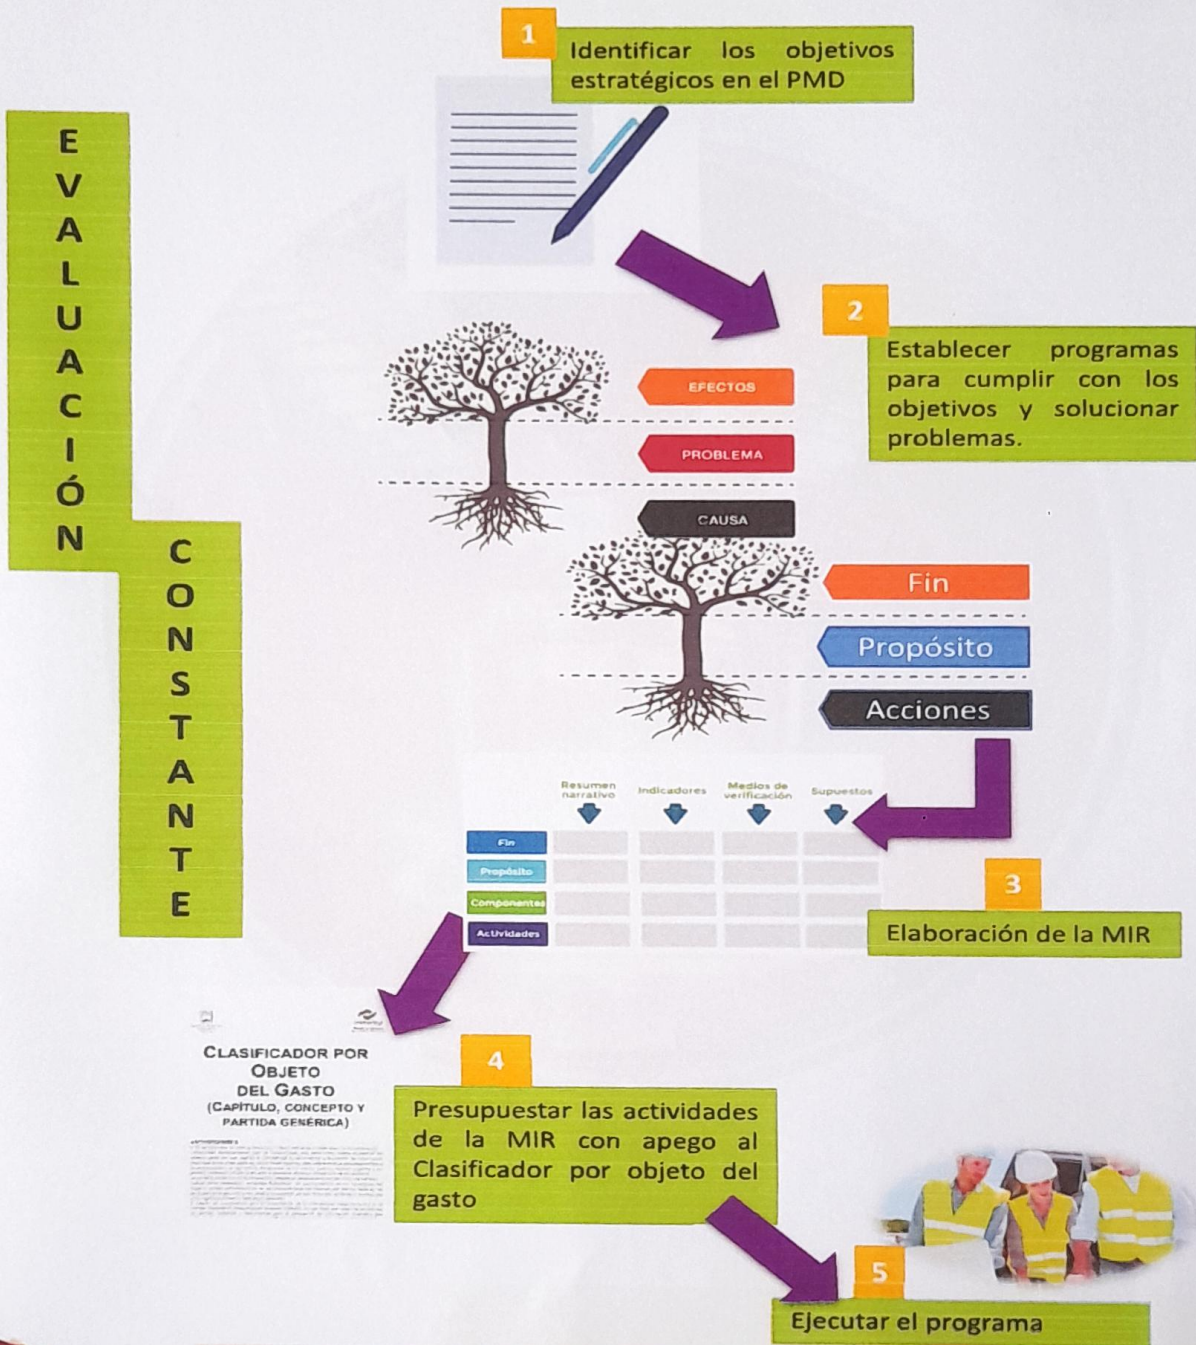 1
Identificar los objetivos
estratégicos en el PMD
EVALUACIÓN
CONSTANTE
2
Establecer programas
para cumplir con los
objetivos y solucionar
problemas.
EFECTOS
PROBLEMA
CAUSA
Fin
Propósito
Acciones
Resumen
narrativo
Indicadores
Medios de
verificación
Supuestos
Fin
Propósito
Componentes
Actividades
3
Elaboración de la MIR
CLASIFICADOR POR
OBJETO
DEL GASTO
(CAPÍTULO, CONCEPTO Y
PARTIDA GENÉRICA)
4
Presupuestar las actividades
de la MIR con apego al
Clasificador por objeto del
gasto
5
Ejecutar el programa